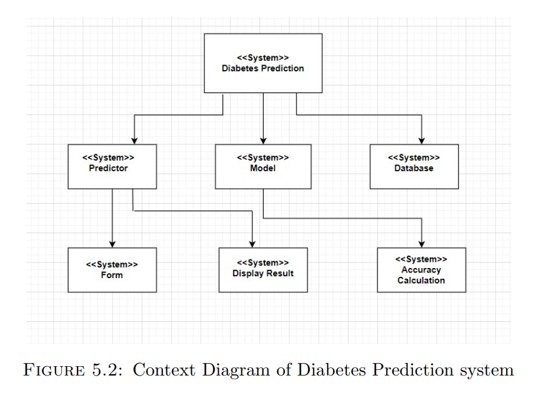 <<System>>
Diabetes Prediction
<<System>>
Predictor
<<System>>
Model
<<System>>
Database
<<System>>
Form
<<System>>
Display Result
<<System>>
Accuracy
Calculation
FIGURE 5.2: Context Diagram of Diabetes Prediction system